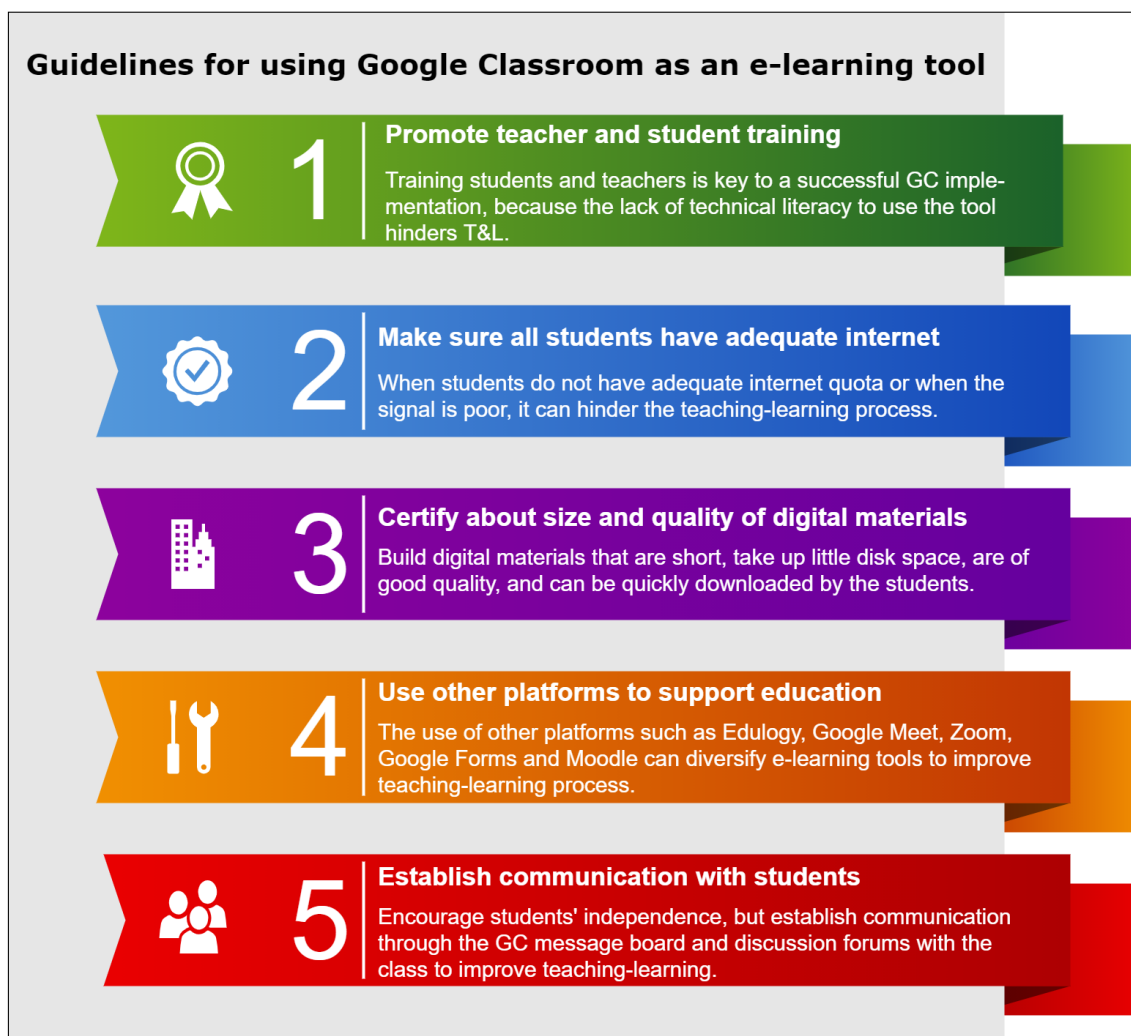 Guidelines for using Google Classroom as an e-learning tool
1
Promote teacher and student training
Training students and teachers is key to a successful GC imple-
mentation, because the lack of technical literacy to use the tool
hinders T&L.
2
Make sure all students have adequate internet
When students do not have adequate internet quota or when the
signal is poor, it can hinder the teaching-learning process.
3
Certify about size and quality of digital materials
Build digital materials that are short, take up little disk space, are of
good quality, and can be quickly downloaded by the students.
4
Use other platforms to support education
The use of other platforms such as Edulogy, Google Meet, Zoom,
Google Forms and Moodle can diversify e-learning tools to improve
teaching-learning process.
5
Establish communication with students
Encourage students' independence, but establish communication
through the GC message board and discussion forums with the
class to improve teaching-learning.